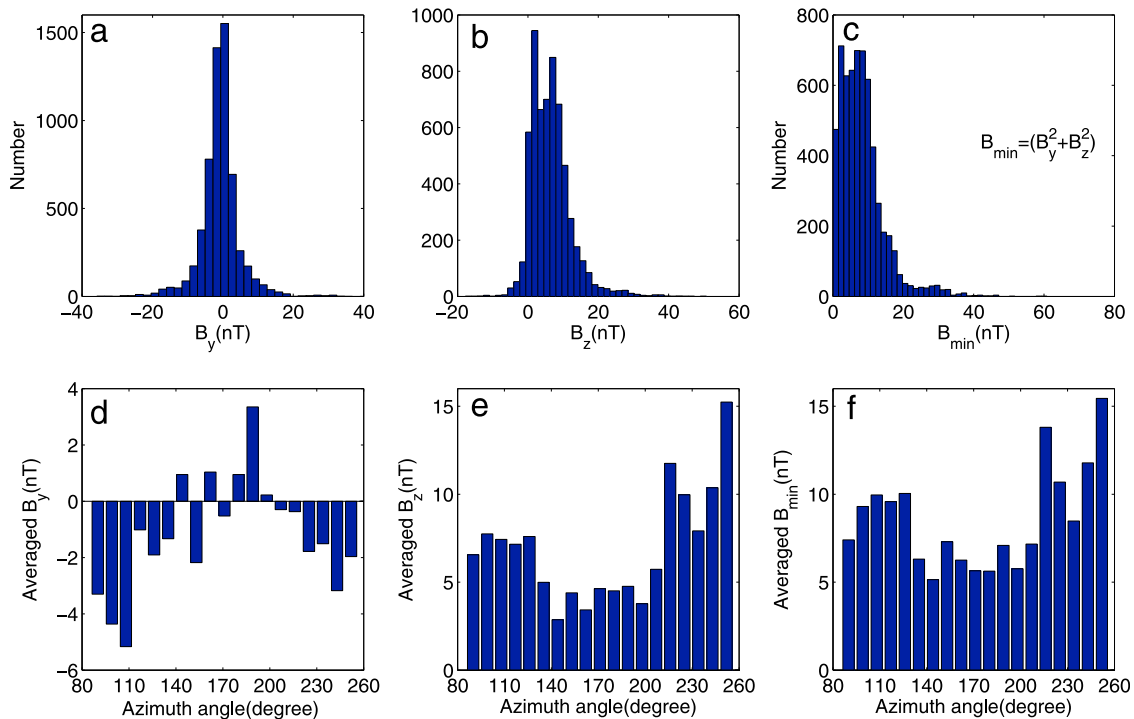 a
1500
1000
500
0
Number
−40 −20 0 20 40
B_y(nT)
b
1000
800
600
400
200
0
−20 0 20 40 60
B_z(nT)
c
800
600
400
200
0
Number
B_min=(B_y^2+B_z^2)
0 20 40 60 80
B_min(nT)
d
4
2
0
−2
−4
−6
Averaged B_y(nT)
80 110 140 170 200 230 260
Azimuth angle(degree)
e
15
10
5
0
Averaged B_z(nT)
80 110 140 170 200 230 260
Azimuth angle(degree)
f
15
10
5
0
Averaged B_min(nT)
80 110 140 170 200 230 260
Azimuth angle(degree)